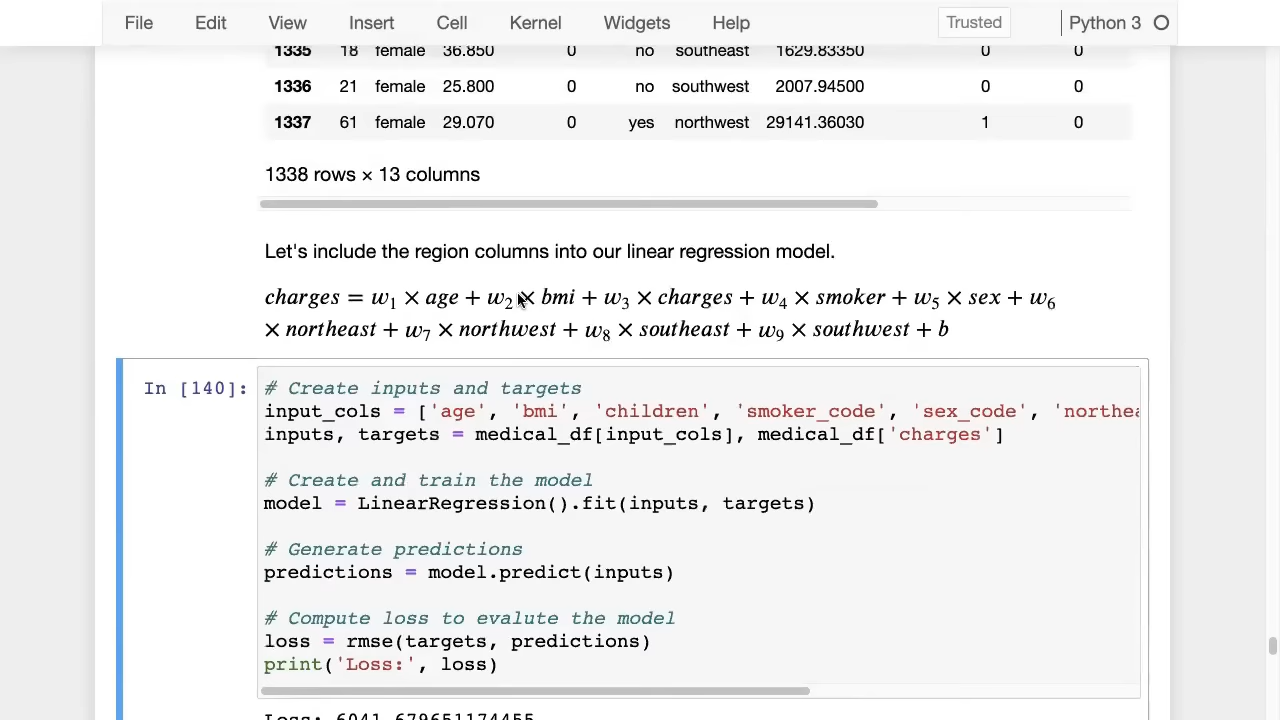 File Edit View Insert Cell Kernel Widgets Help Trusted Python 3
1335 18 female 36.850 0 no southeast 1629.83350 0 0
1336 21 female 25.800 0 no southwest 2007.94500 0 0
1337 61 female 29.070 0 yes northwest 29141.36030 1 0
1338 rows × 13 columns
Let's include the region columns into our linear regression model.
charges = w₁ × age + w₂ × bmi + w₃ × charges + w₄ × smoker + w₅ × sex + w₆
× northeast + w₇ × northwest + w₈ × southeast + w₉ × southwest + b
In [140]: # Create inputs and targets
input_cols = ['age', 'bmi', 'children', 'smoker_code', 'sex_code', 'northea
inputs, targets = medical_df[input_cols], medical_df['charges']
# Create and train the model
model = LinearRegression().fit(inputs, targets)
# Generate predictions
predictions = model.predict(inputs)
# Compute loss to evalute the model
loss = rmse(targets, predictions)
print('Loss:', loss)
Loss: 6041.679651174455